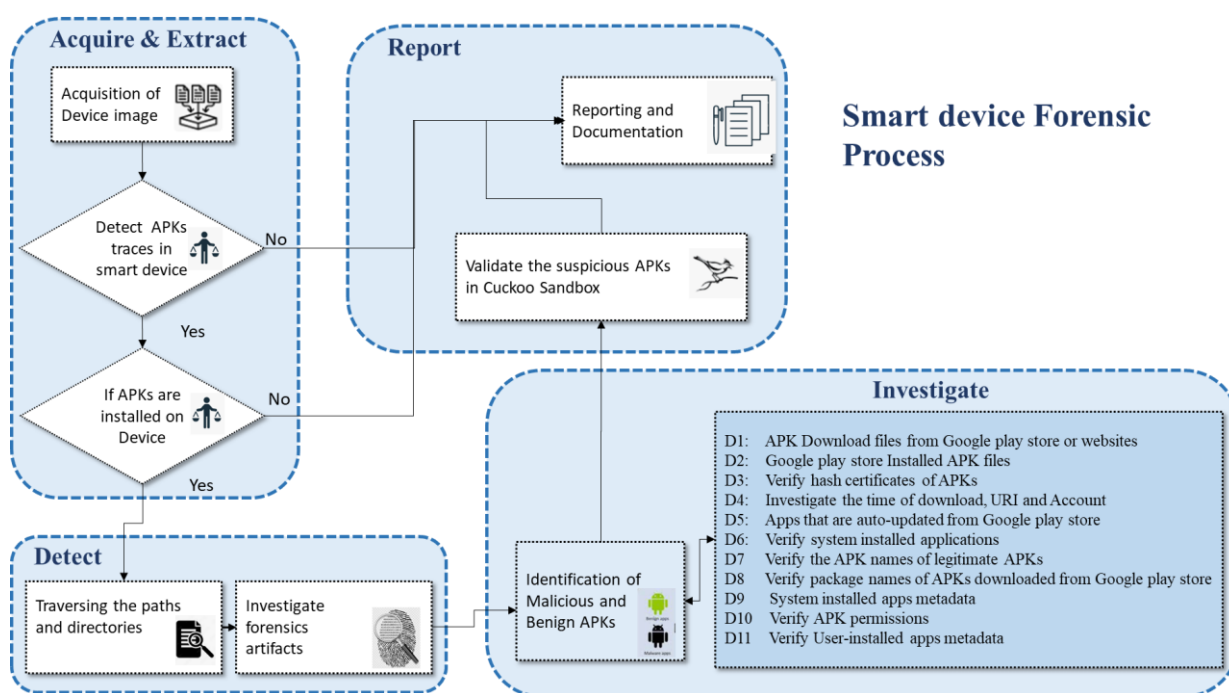 Acquire & Extract
Acquisition of
Device image
Detect APKs
traces in
smart device
No
Yes
If APKs are
installed on
Device
No
Yes
Report
Reporting and
Documentation
Validate the suspicious APKs
in Cuckoo Sandbox
Smart device Forensic
Process
Detect
Traversing the paths
and directories
Investigate
forensics
artifacts
Investigate
Identification of
Malicious and
Benign APKs
Benign apps
Malware apps
D1: APK Download files from Google play store or websites
D2: Google play store Installed APK files
D3: Verify hash certificates of APKs
D4: Investigate the time of download, URI and Account
D5: Apps that are auto-updated from Google play store
D6: Verify system installed applications
D7 Verify the APK names of legitimate APKs
D8 Verify package names of APKs downloaded from Google play store
D9 System installed apps metadata
D10 Verify APK permissions
D11 Verify User-installed apps metadata